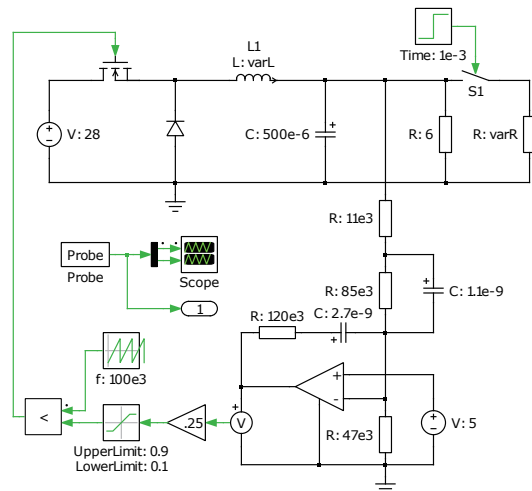 L1
L: varL
Time: 1e-3
S1
V: 28
C: 500e-6
R: 6
R: varR
R: 11e3
Probe
Probe
Scope
R: 85e3
C: 1.1e-9
1
R: 120e3
C: 2.7e-9
f: 100e3
<
.25
V
+
-
V: 5
R: 47e3
UpperLimit: 0.9
LowerLimit: 0.1